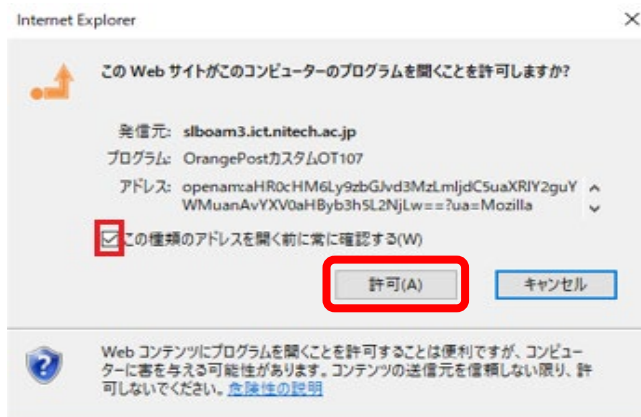 Internet Explorer
この Web サイトがこのコンピューターのプログラムを開くことを許可しますか?
発信元: slboam3.ict.nitech.ac.jp
プログラム: OrangePostカスタムOT107
アドレス: openam:aHR0cHM6Ly9zbGJvd3MzLmljdC5uaXRlY2guY
WMuanAvYXV0aHByb3h5L2NjLw==?ua=Mozilla
この種類のアドレスを開く前に常に確認する(W)
許可(A)
キャンセル
Web コンテンツにプログラムを開くことを許可することは便利ですが、コンピュー
ターに害を与える可能性があります。コンテンツの送信元を信頼しない限り、許
可しないでください。危険性の説明